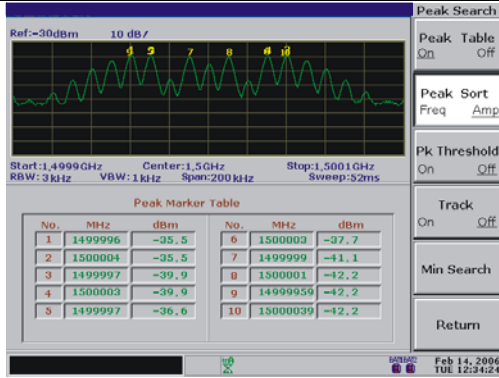 Peak Search
Ref:-30dBm 10 dB/
4 7 8
Peak Table
On Off
Peak Sort
Freq Amp
Start:1,4999GHz Center:1,5GHz Stop:1,5001GHz
RBW:3kHz VBW:1kHz Span:200kHz Sweep:52ms
Pk Threshold
On Off
Peak Marker Table
No. MHz dBm No. MHz dBm
1 1499996 -35,5 6 1500003 -37,7
2 1500004 -35,5 7 1499999 -41,1
3 1499997 -39,9 8 1500001 -42,2
4 1500003 -39,9 9 14999959 -42,2
5 1499997 -36,6 10 15000039 -42,2
Track
On Off
Min Search
Return
Feb 14, 2006
TUE 12:34:24